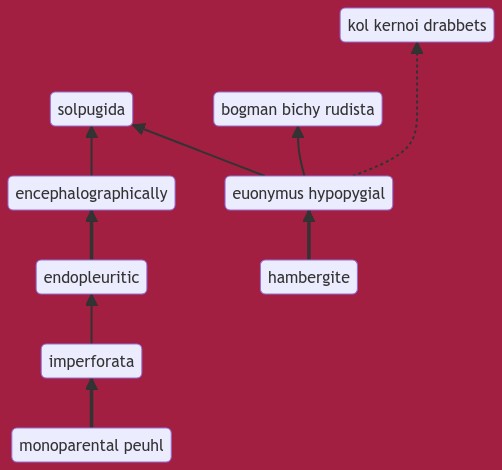 kol kernoi drabbets
solpugida
bogman bichy rudista
encephalographically
euonymus hypopygial
endopleuritic
hambergite
imperforata
monoparental peuhl